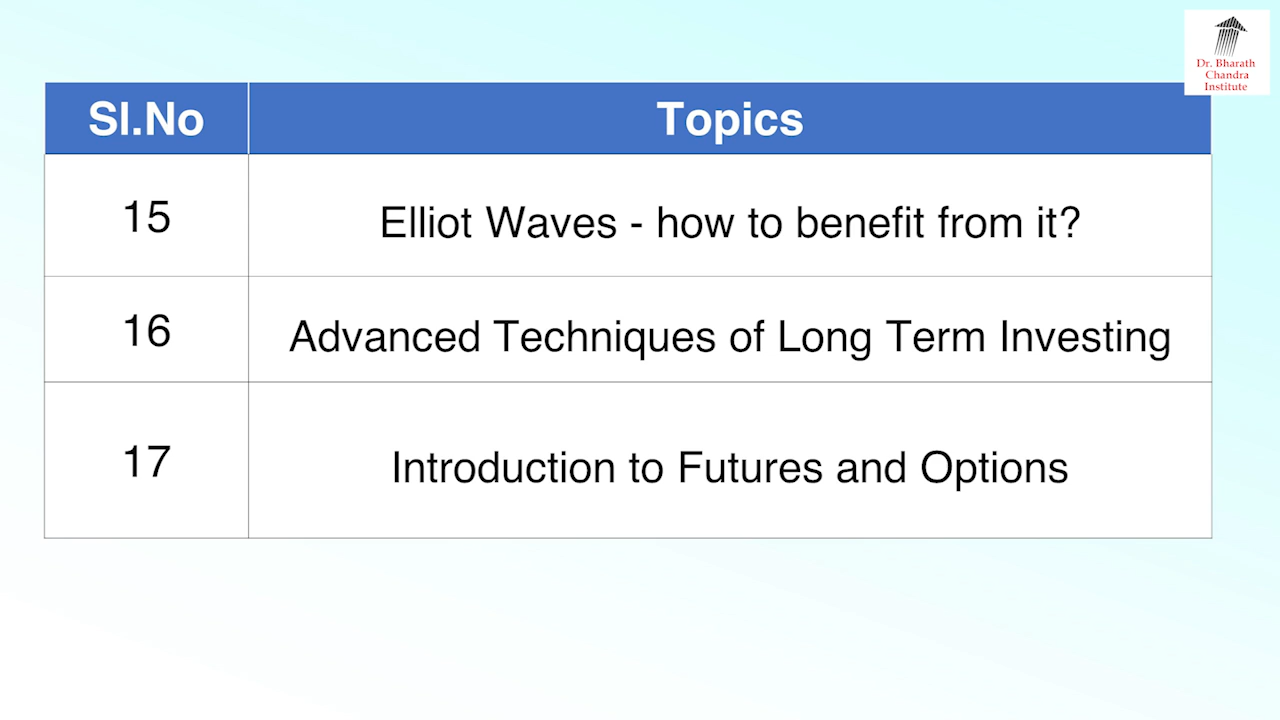 Dr. Bharath
Chandra
Institute
Sl.No Topics
15 Elliot Waves - how to benefit from it?
16 Advanced Techniques of Long Term Investing
17 Introduction to Futures and Options